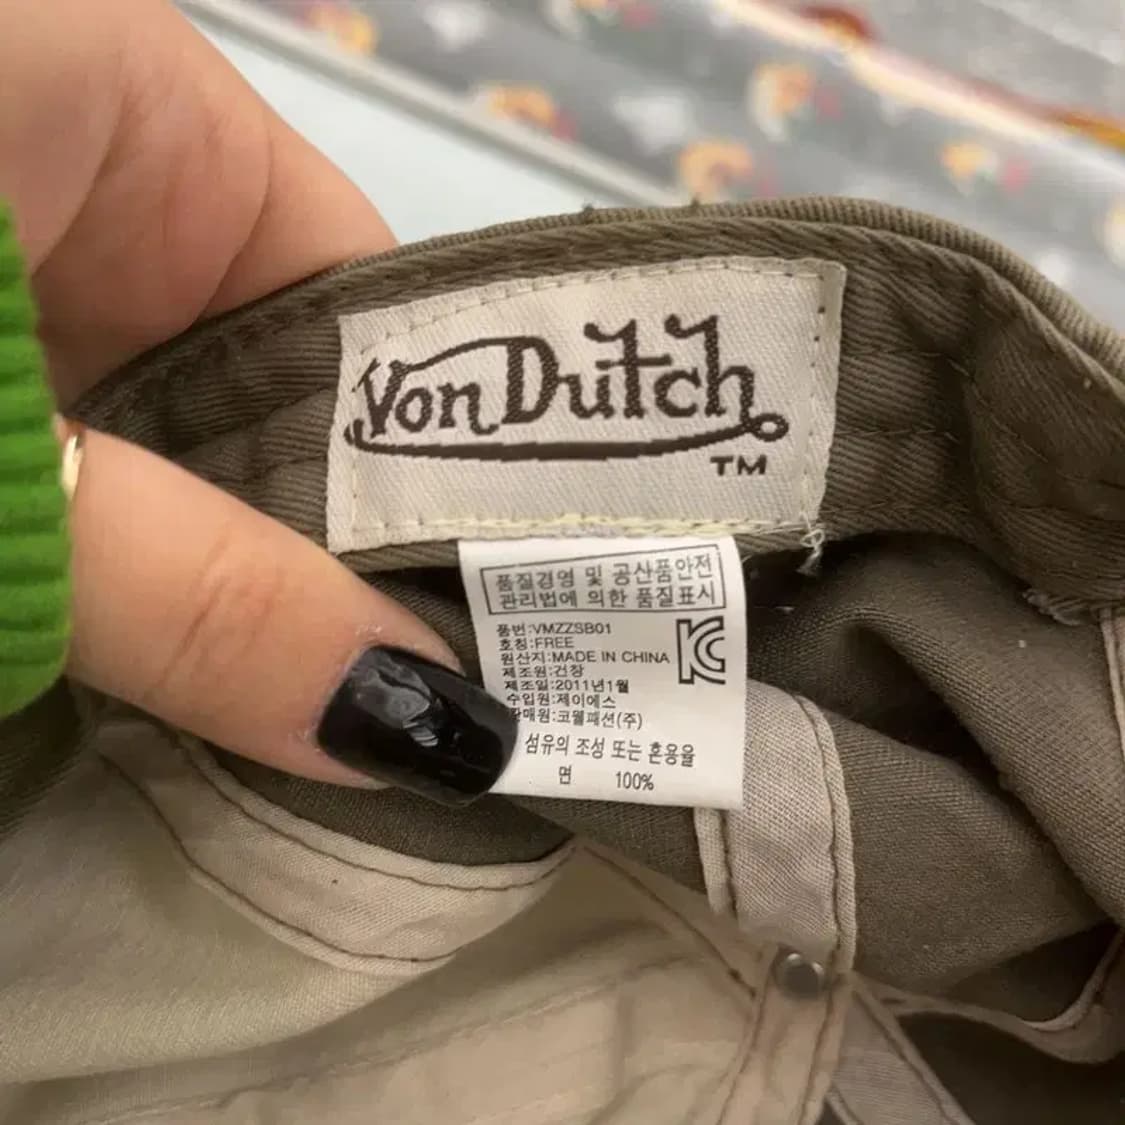 Von Dutch
TM
품질경영 및 공산품안전
관리법에 의한 품질표시
품번:VMZZSB01
호칭:FREE
원산지:MADE IN CHINA
제조원:건창
제조일:2011년1월
수입원:제이에스
판매원:코웰패션(주)
섬유의 조성 또는 혼용율
면 100%